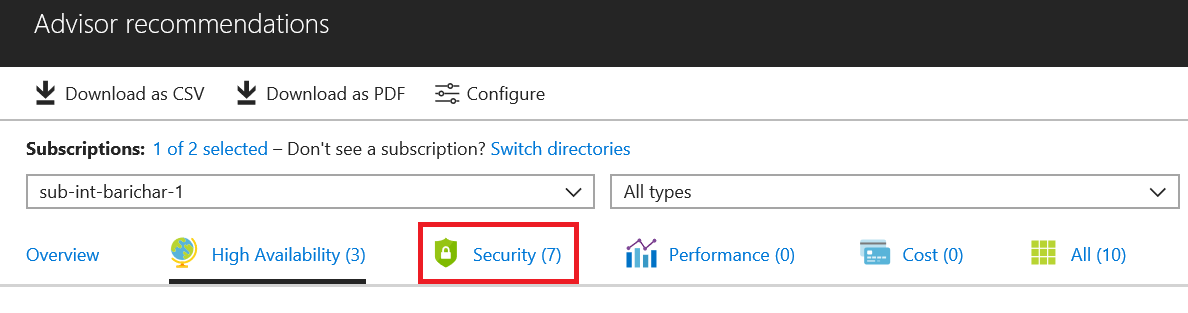 Advisor recommendations
Download as CSV Download as PDF Configure
Subscriptions: 1 of 2 selected – Don't see a subscription? Switch directories
sub-int-barichar-1 All types
Overview High Availability (3) Security (7) Performance (0) Cost (0) All (10)